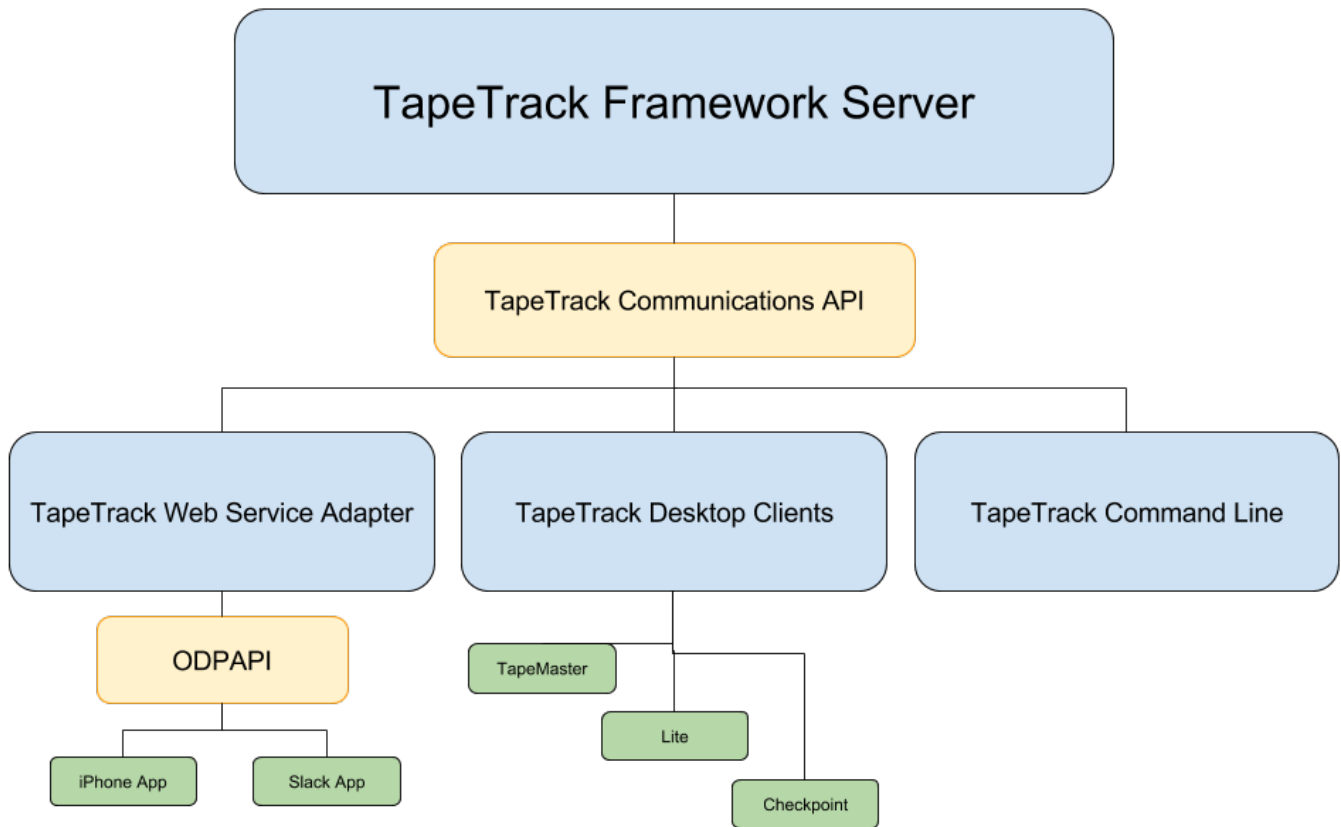 TapeTrack Framework Server
TapeTrack Communications API
TapeTrack Web Service Adapter
TapeTrack Desktop Clients
TapeTrack Command Line
ODPAPI
TapeMaster
Lite
iPhone App
Slack App
Checkpoint